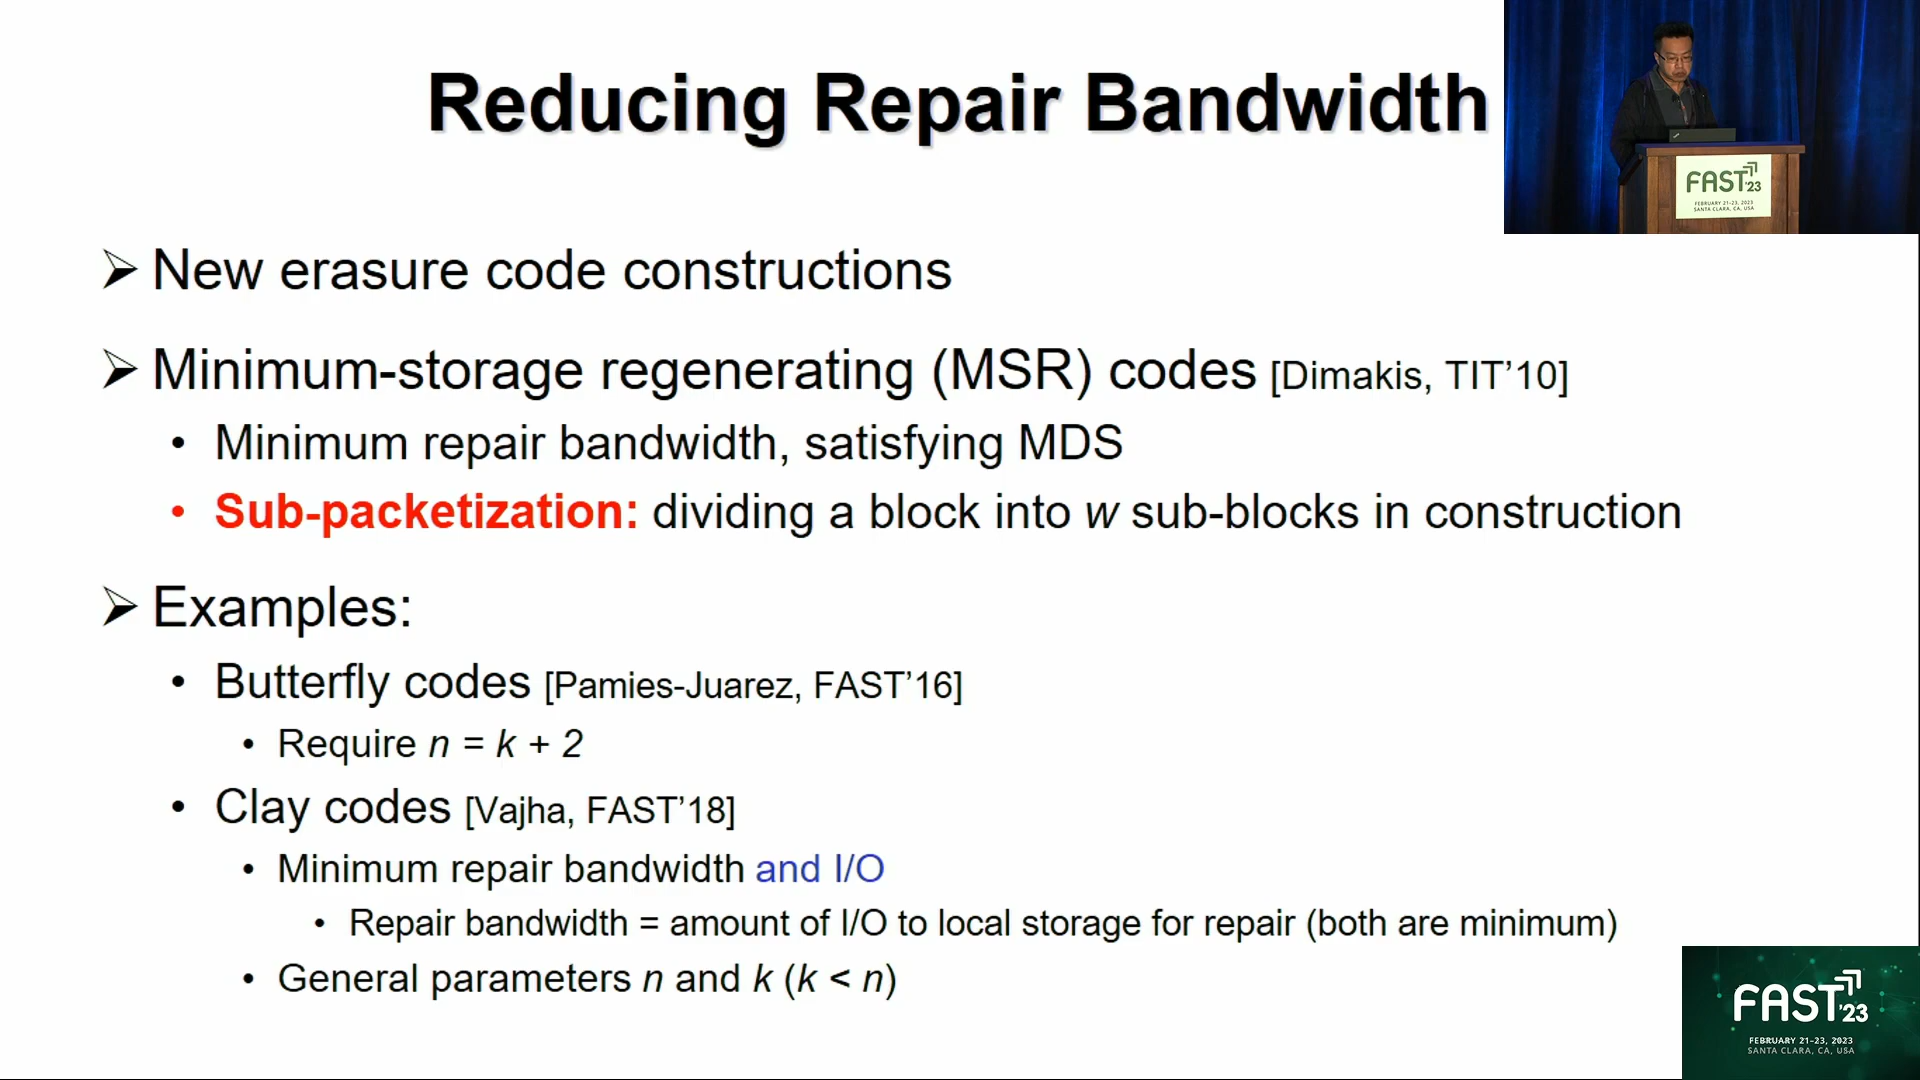 Reducing Repair Bandwidth
FAST'23
FEBRUARY 21–23, 2023
SANTA CLARA, CA, USA
➢ New erasure code constructions
➢ Minimum-storage regenerating (MSR) codes [Dimakis, TIT’10]
• Minimum repair bandwidth, satisfying MDS
• Sub-packetization: dividing a block into w sub-blocks in construction
➢ Examples:
• Butterfly codes [Pamies-Juarez, FAST’16]
• Require n = k + 2
• Clay codes [Vajha, FAST’18]
• Minimum repair bandwidth and I/O
• Repair bandwidth = amount of I/O to local storage for repair (both are minimum)
• General parameters n and k (k < n)
FAST'23
FEBRUARY 21–23, 2023
SANTA CLARA, CA, USA